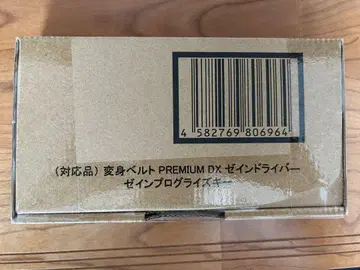 4 582769 806964
(対応品) 変身ベルト PREMIUM DX ゼインドライバー
ゼインプログライズキー